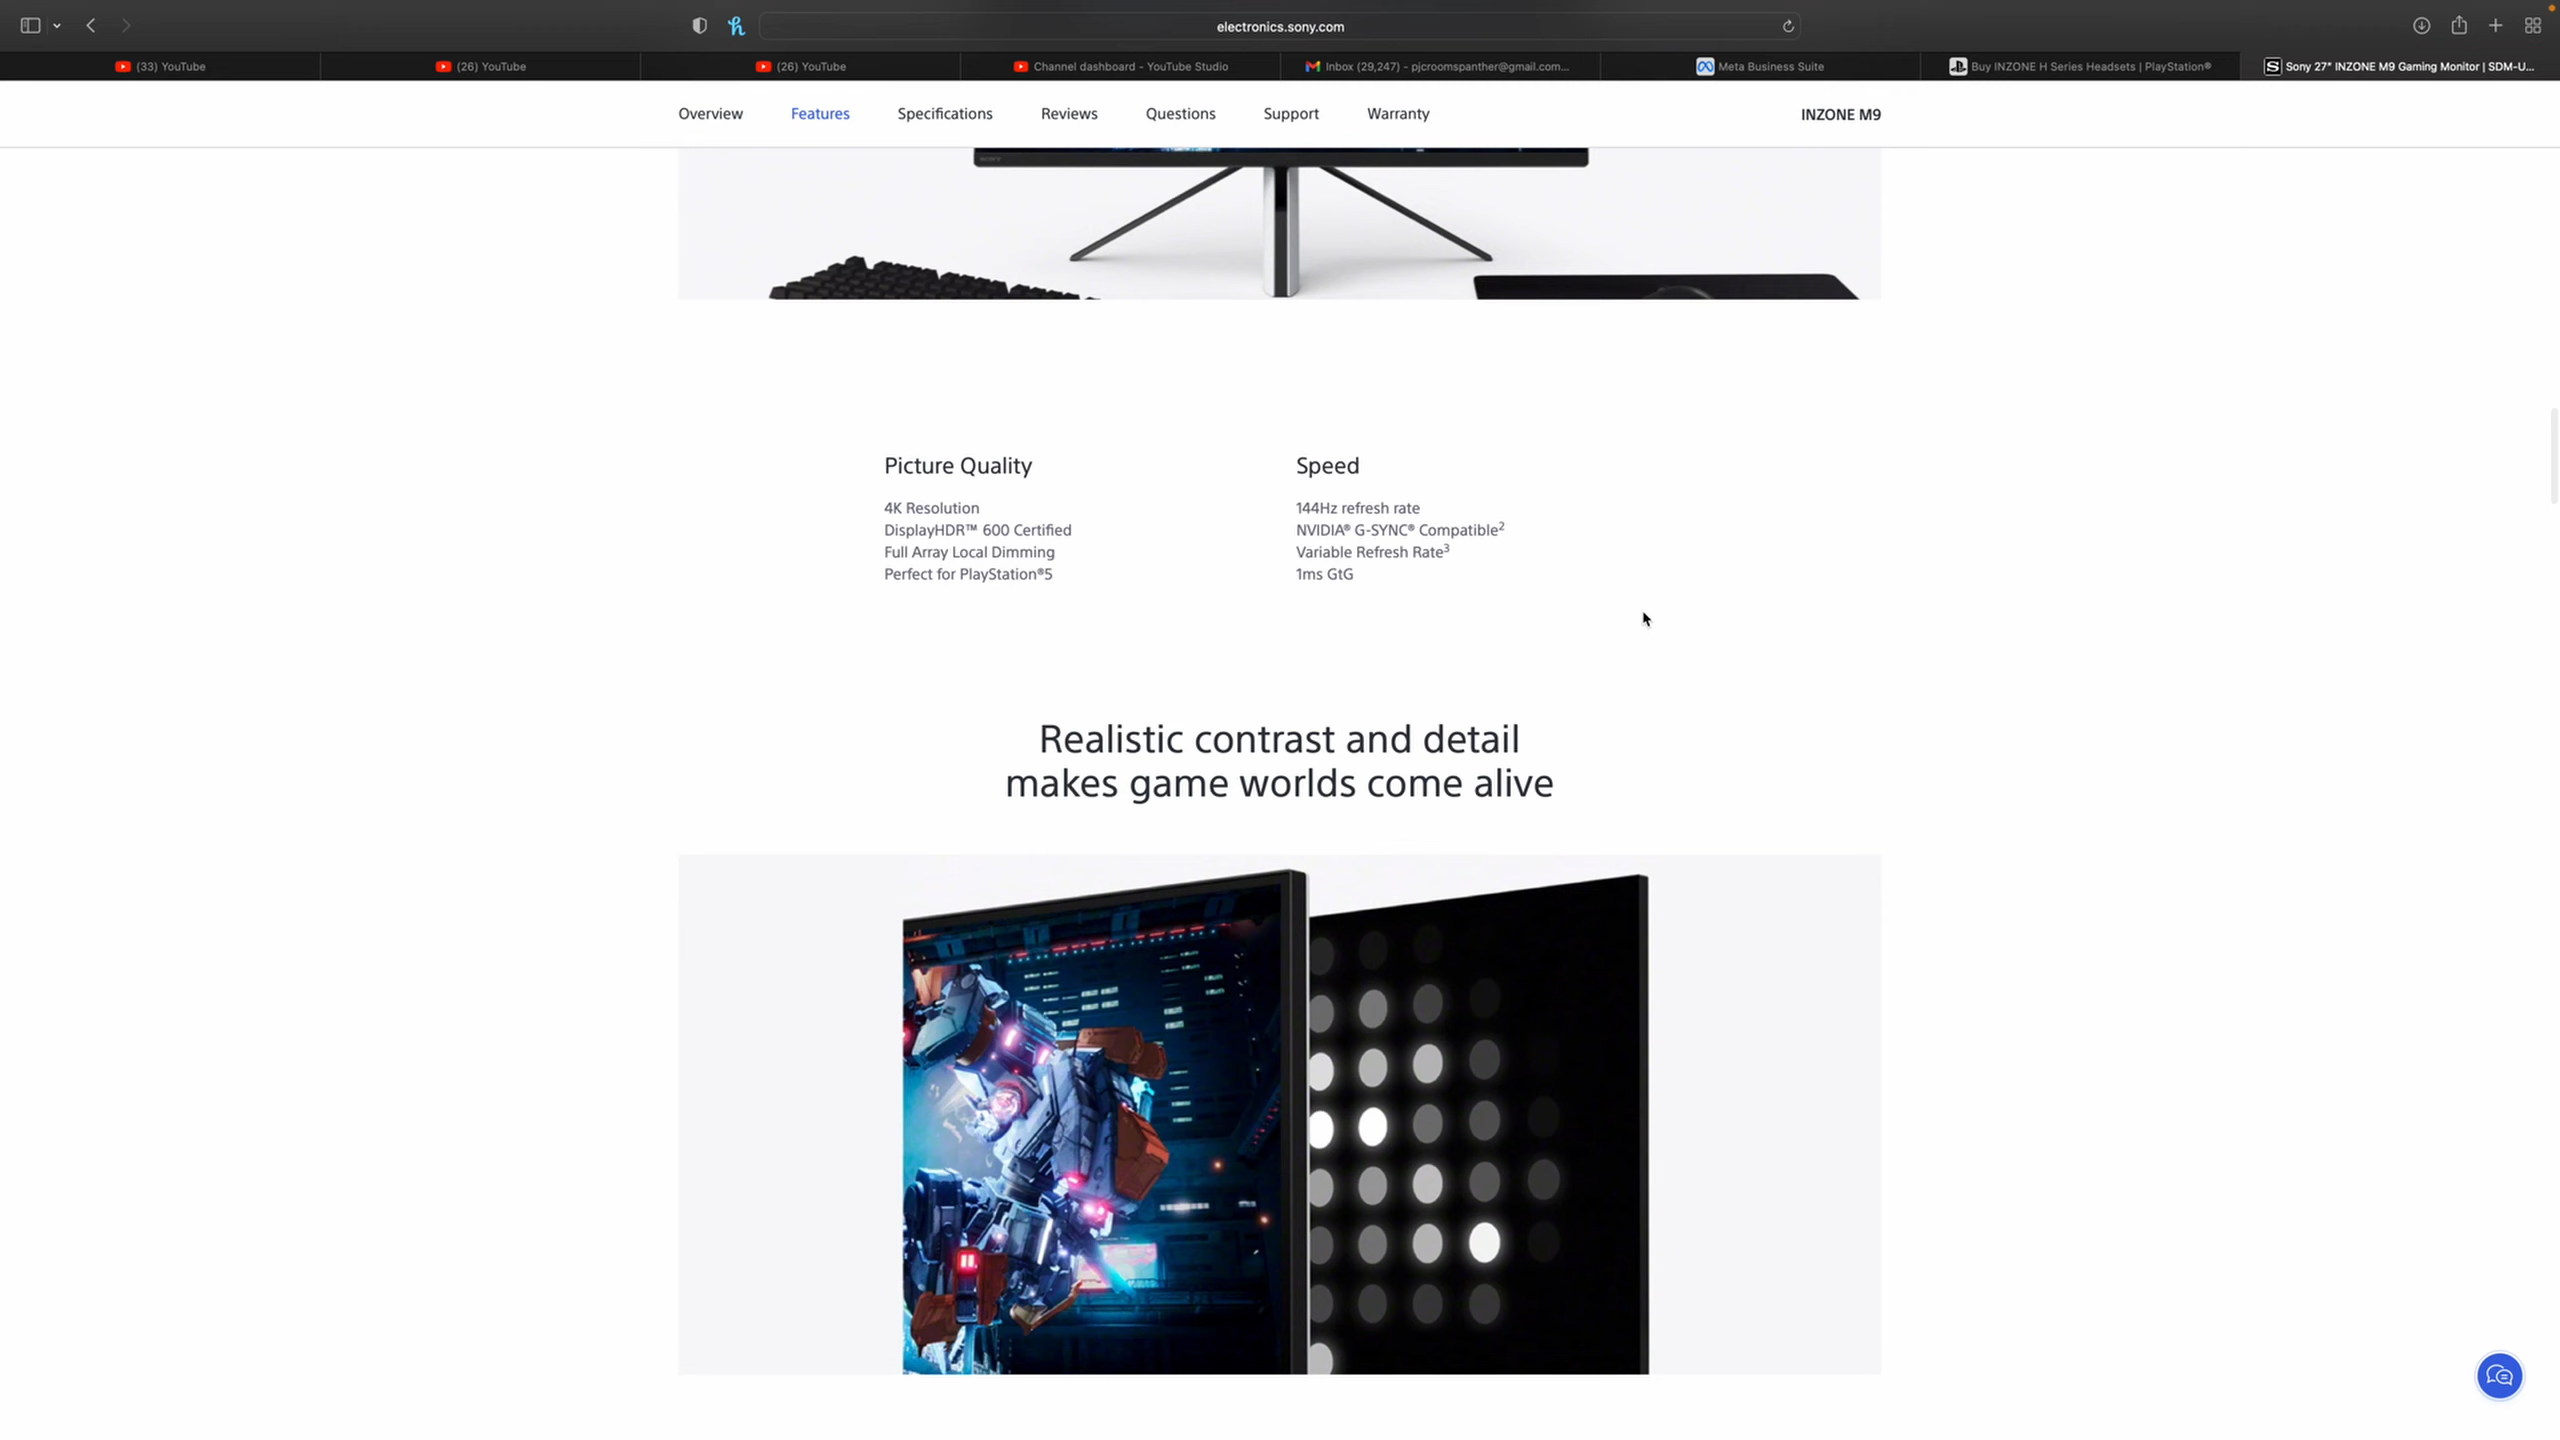 electronics.sony.com
(33) YouTube
(26) YouTube
(26) YouTube
Channel dashboard - YouTube Studio
Inbox (29,247) - pjcroomspanther@gmail.com...
Meta Business Suite
Buy INZONE H Series Headsets | PlayStation®
Sony 27" INZONE M9 Gaming Monitor | SDM-U...
Overview
Features
Specifications
Reviews
Questions
Support
Warranty
INZONE M9
SONY
Picture Quality
4K Resolution
DisplayHDR™ 600 Certified
Full Array Local Dimming
Perfect for PlayStation®5
Speed
144Hz refresh rate
NVIDIA® G-SYNC® Compatible²
Variable Refresh Rate³
1ms GtG
Realistic contrast and detail
makes game worlds come alive